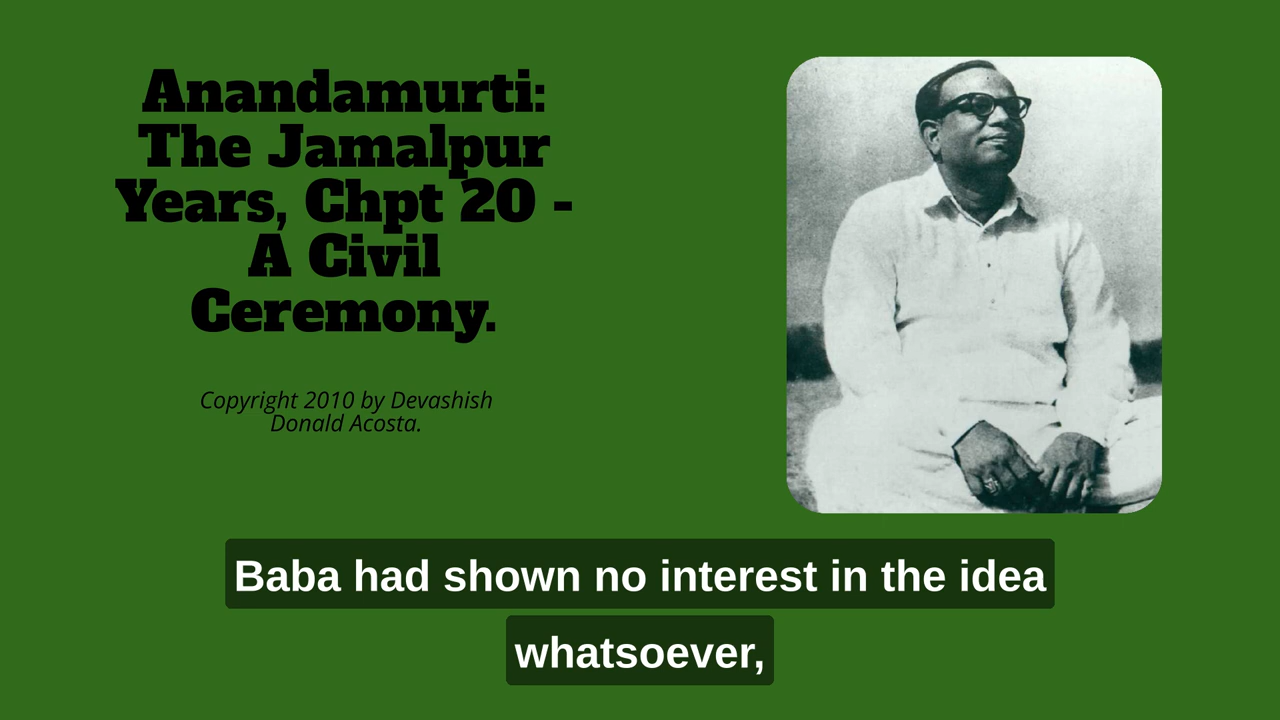 Anandamurti:
The Jamalpur
Years, Chpt 20 -
A Civil
Ceremony.
Copyright 2010 by Devashish
Donald Acosta.
Baba had shown no interest in the idea
whatsoever,